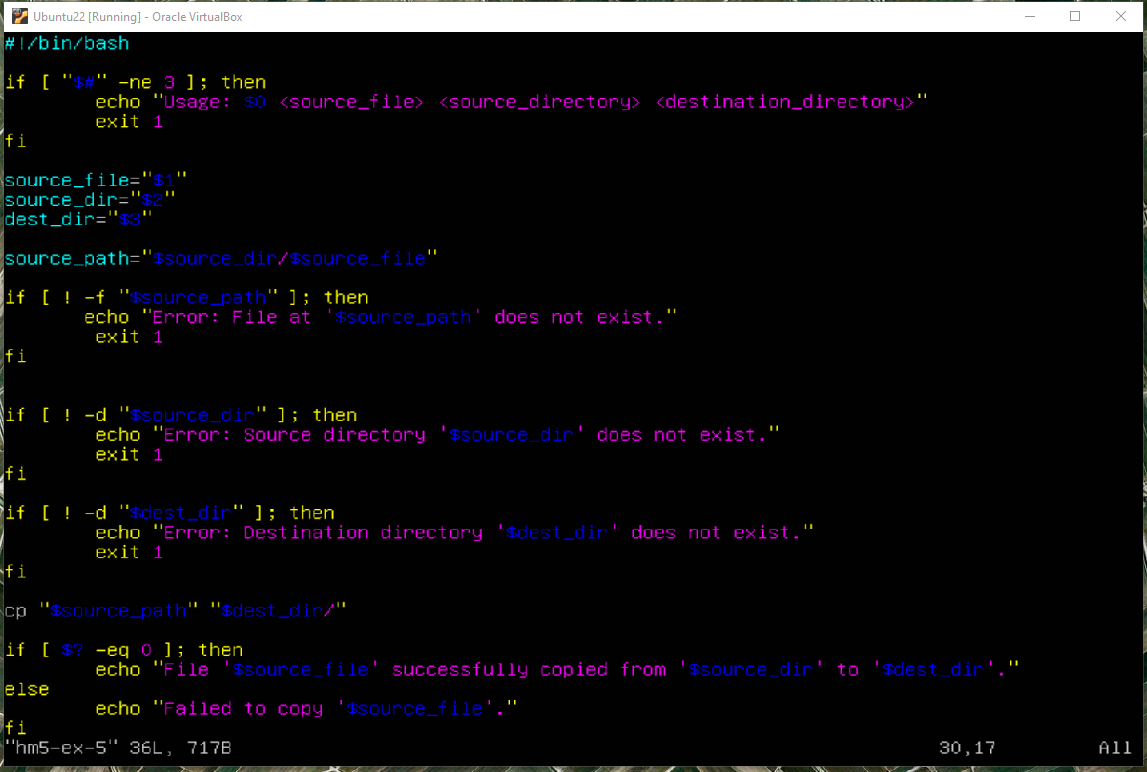 Ubuntu22 [Running] - Oracle VirtualBox
#!/bin/bash
if [ "$#" -ne 3 ]; then
echo "Usage: $0 <source_file> <source_directory> <destination_directory>"
exit 1
fi
source_file="$1"
source_dir="$2"
dest_dir="$3"
source_path="$source_dir/$source_file"
if [ ! -f "$source_path" ]; then
echo "Error: File at '$source_path' does not exist."
exit 1
fi
if [ ! -d "$source_dir" ]; then
echo "Error: Source directory '$source_dir' does not exist."
exit 1
fi
if [ ! -d "$dest_dir" ]; then
echo "Error: Destination directory '$dest_dir' does not exist."
exit 1
fi
cp "$source_path" "$dest_dir/"
if [ $? -eq 0 ]; then
echo "File '$source_file' successfully copied from '$source_dir' to '$dest_dir'."
else
echo "Failed to copy '$source_file'."
fi
"hm5-ex-5" 36L, 717B 30,17 All